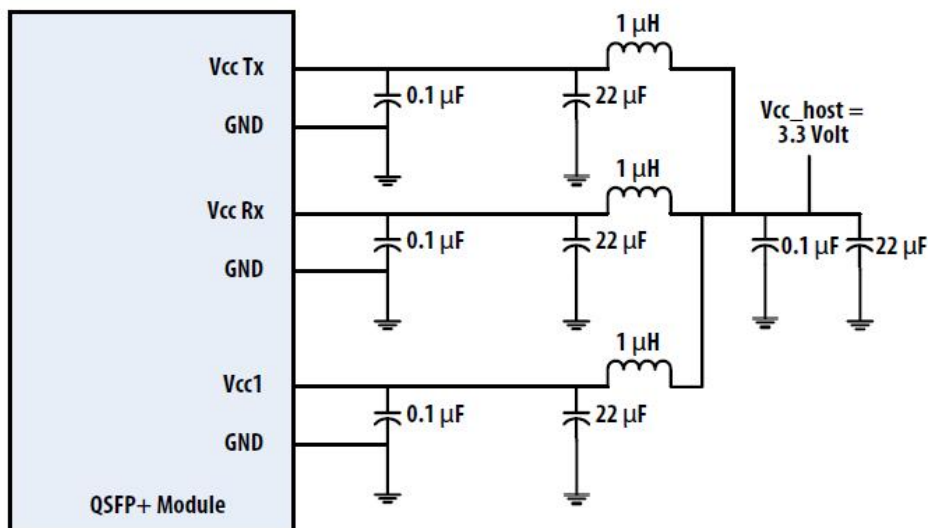 1 µH
Vcc Tx
0.1 µF
22 µF
GND
Vcc_host =
3.3 Volt
1 µH
Vcc Rx
0.1 µF
22 µF
0.1 µF
22 µF
GND
1 µH
Vcc1
0.1 µF
22 µF
GND
QSFP+ Module